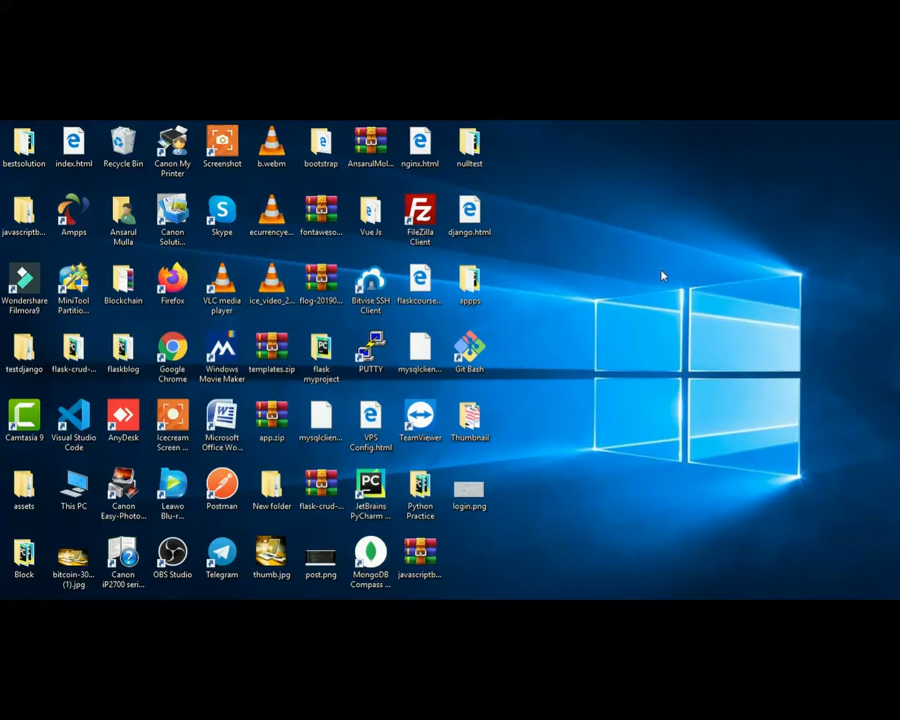 bestsolution
index.html
Recycle Bin
Canon My
Printer
Screenshot
b.webm
bootstrap
AnsarulMol...
nginx.html
nulltest
javascriptb...
Ampps
Ansarul
Mulla
Canon
Soluti...
Skype
ecurrencye...
fontaweso...
Vue Js
FileZilla
Client
django.html
Wondershare
Filmora9
MiniTool
Partitio...
Blockchain
Firefox
VLC media
player
ice_video_2...
flog-20190...
Bitvise SSH
Client
flaskcourse...
appps
testdjango
flask-crud-...
flaskblog
Google
Chrome
Windows
Movie Maker
templates.zip
flask
myproject
PUTTY
mysqlclien...
Git Bash
Camtasia 9
Visual Studio
Code
AnyDesk
Icecream
Screen ...
Microsoft
Office Wo...
app.zip
mysqlclien...
VPS
Config.html
TeamViewer
Thumbnail
assets
This PC
Canon
Easy-Photo...
Leawo
Blu-r...
Postman
New folder
flask-crud-...
JetBrains
PyCharm ...
Python
Practice
login.png
Block
bitcoin-30...
(1).jpg
Canon
iP2700 seri...
OBS Studio
Telegram
thumb.jpg
post.png
MongoDB
Compass ...
javascriptb...